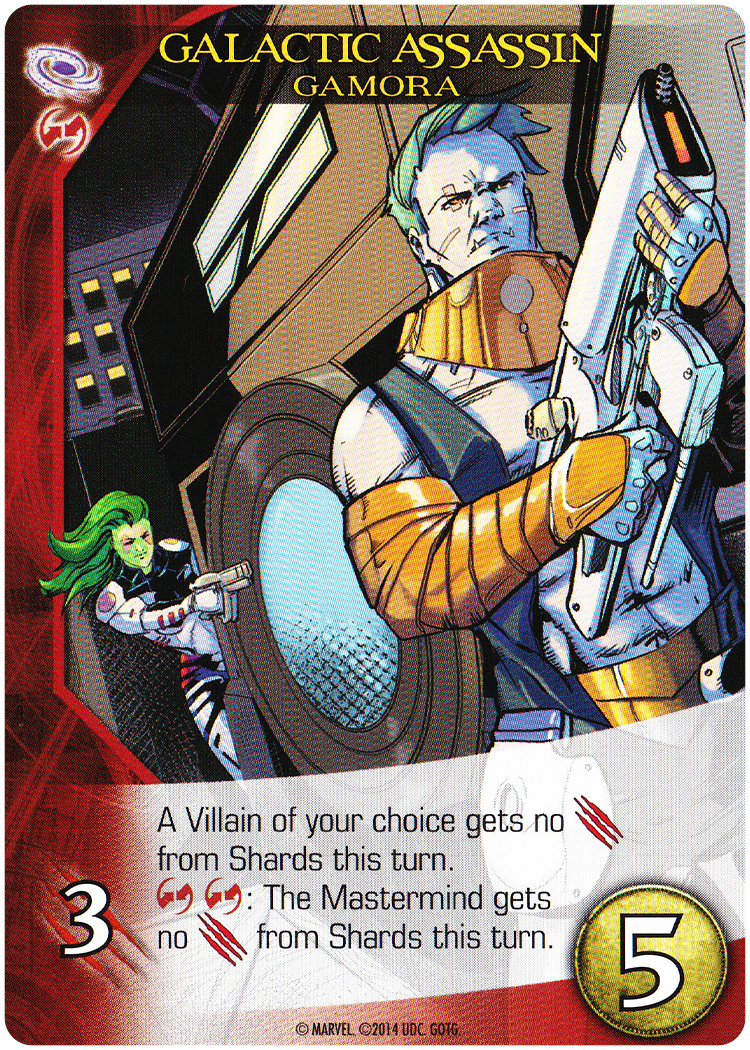 GALACTIC ASSASSIN
GAMORA
A Villain of your choice gets no
from Shards this turn.
: The Mastermind gets
no from Shards this turn.
3
5
© MARVEL. ©2014 UDC. GOTG.